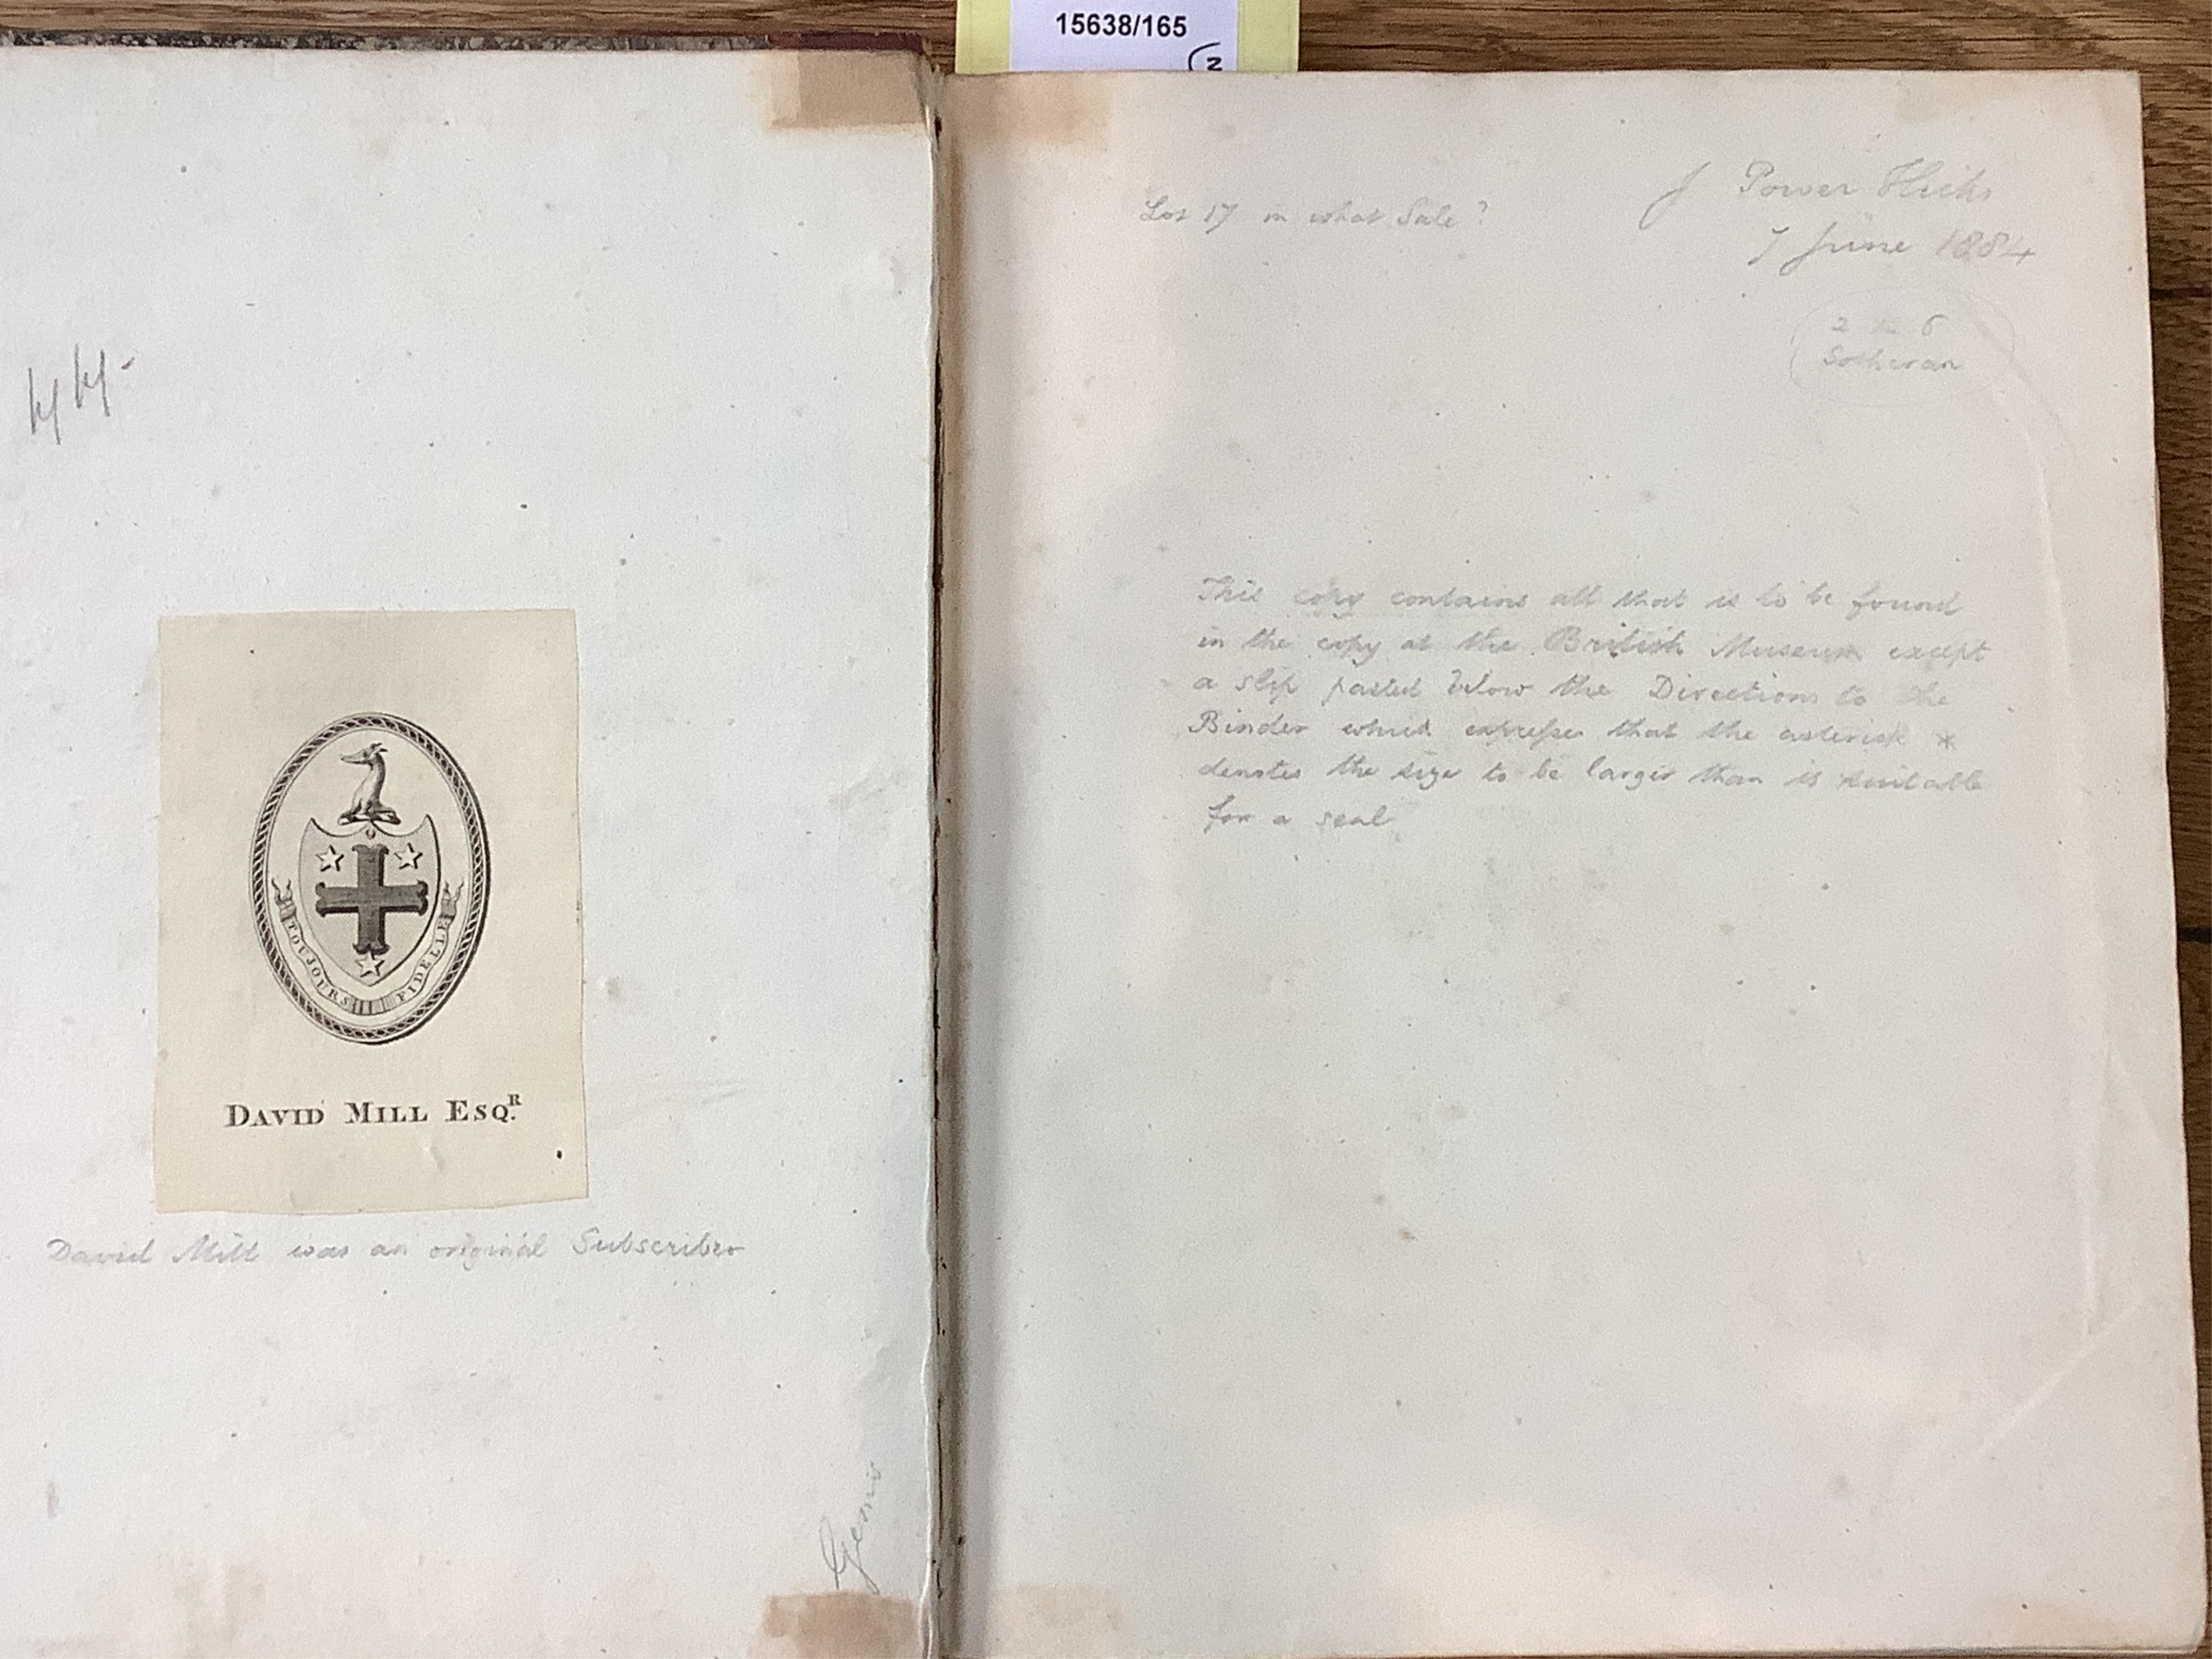 15638/165
TOUJOURS FIDELLE
DAVID MILL ESQ.R
David Mill was an original Subscriber
Gems
Lot 17 in what Sale?
J Power Hicks
7 June 1884
2 12 6
Sotheran
This copy contains all that is to be found
in the copy at the British Museum except
a slip pasted below the Directions to the
Binder which expresses that the asterisk *
denotes the size to be larger than is suitable
for a seal